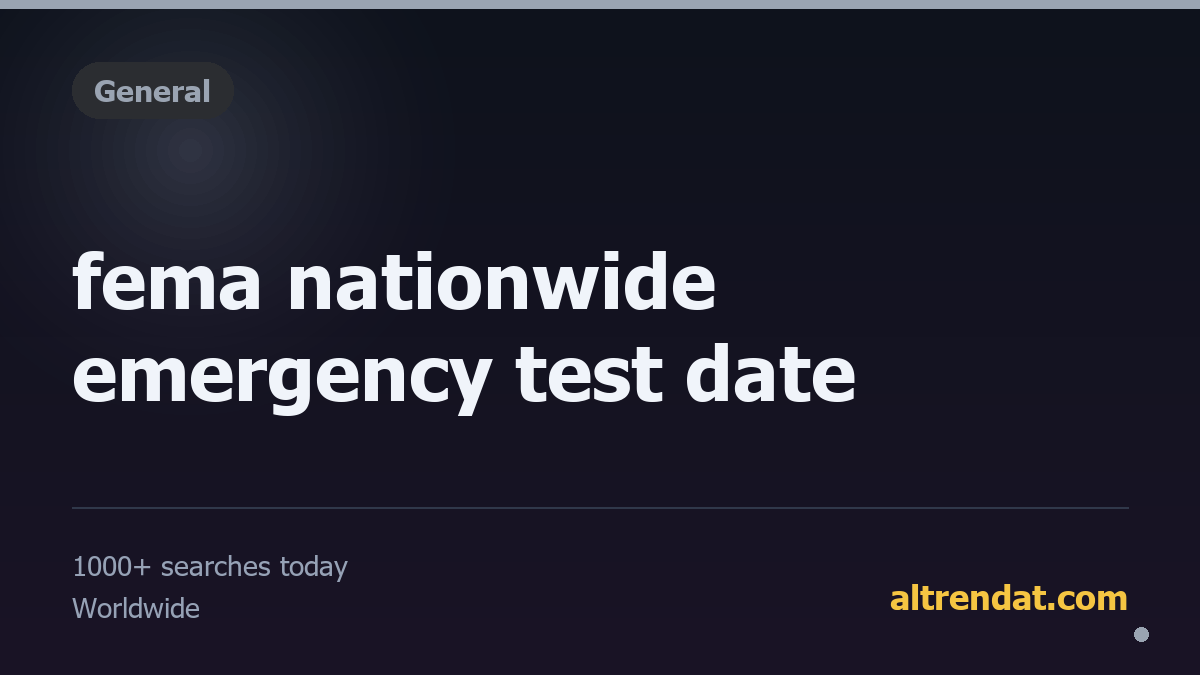 General
fema nationwide
emergency test date
1000+ searches today
Worldwide
altrendat.com